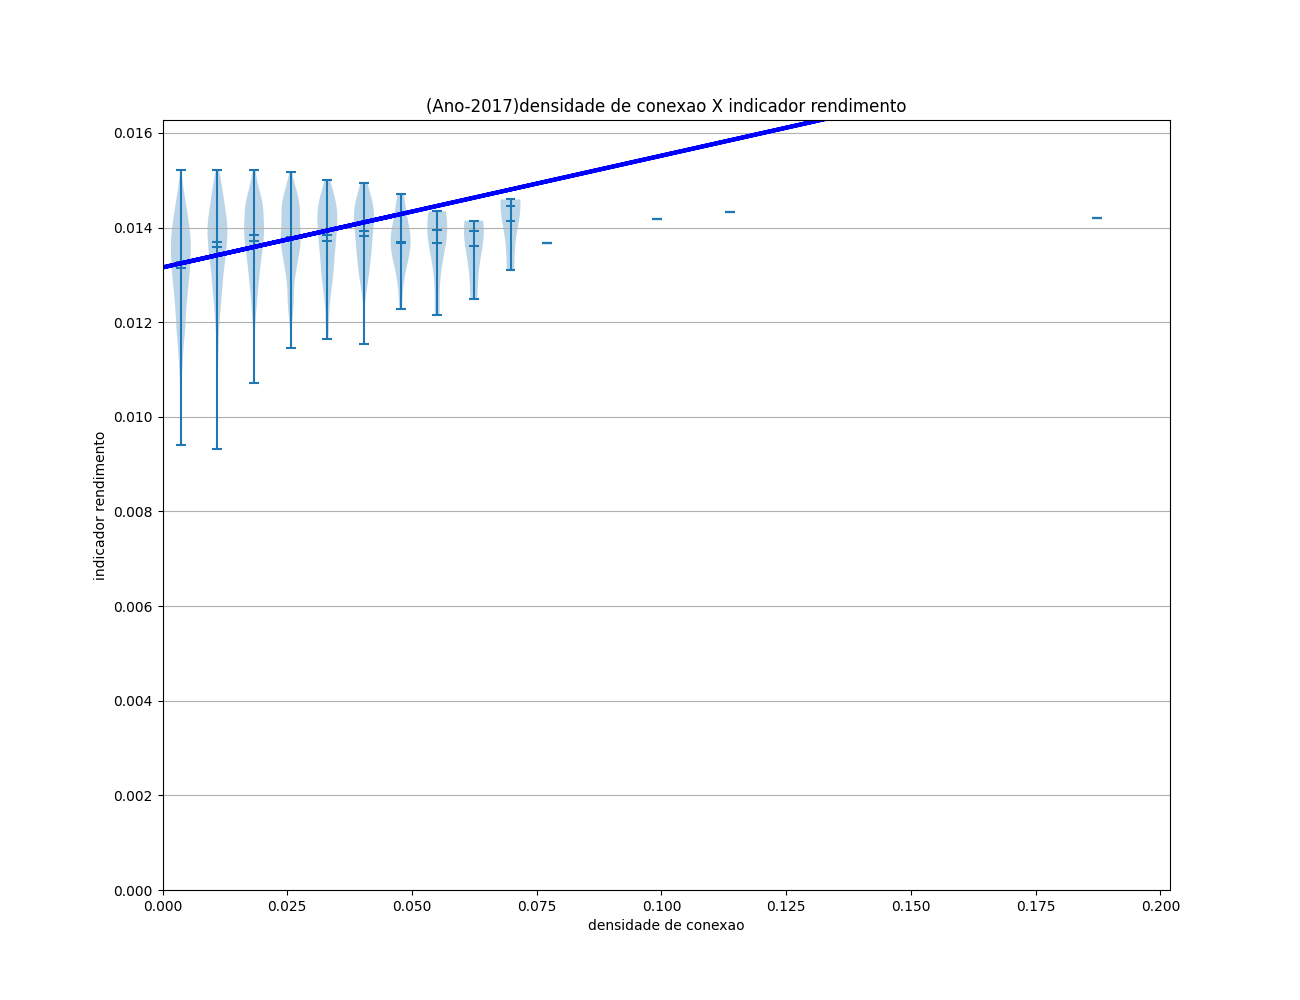 (Ano-2017)densidade de conexao X indicador rendimento
0.016
0.014
0.012
0.010
0.008
0.006
0.004
0.002
0.000
indicador rendimento
0.000 0.025 0.050 0.075 0.100 0.125 0.150 0.175 0.200
densidade de conexao